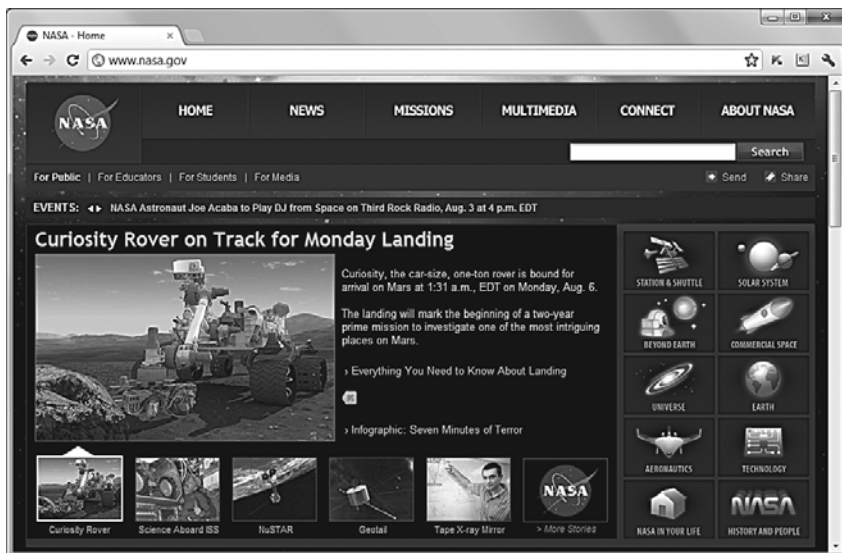 NASA - Home
www.nasa.gov
NASA
HOME NEWS MISSIONS MULTIMEDIA CONNECT ABOUT NASA
Search
For Public | For Educators | For Students | For Media
Send Share
EVENTS: NASA Astronaut Joe Acaba to Play DJ from Space on Third Rock Radio, Aug. 3 at 4 p.m. EDT
Curiosity Rover on Track for Monday Landing
Curiosity, the car-size, one-ton rover is bound for
arrival on Mars at 1:31 a.m., EDT on Monday, Aug. 6.
The landing will mark the beginning of a two-year
prime mission to investigate one of the most intriguing
places on Mars.
› Everything You Need to Know About Landing
› Infographic: Seven Minutes of Terror
Curiosity Rover
Science Aboard ISS
NuSTAR
Geotail
Tape X-ray Mirror
NASA
> More Stories
STATION & SHUTTLE
SOLAR SYSTEM
BEYOND EARTH
COMMERCIAL SPACE
UNIVERSE
EARTH
AERONAUTICS
TECHNOLOGY
NASA IN YOUR LIFE
NASA
HISTORY AND PEOPLE